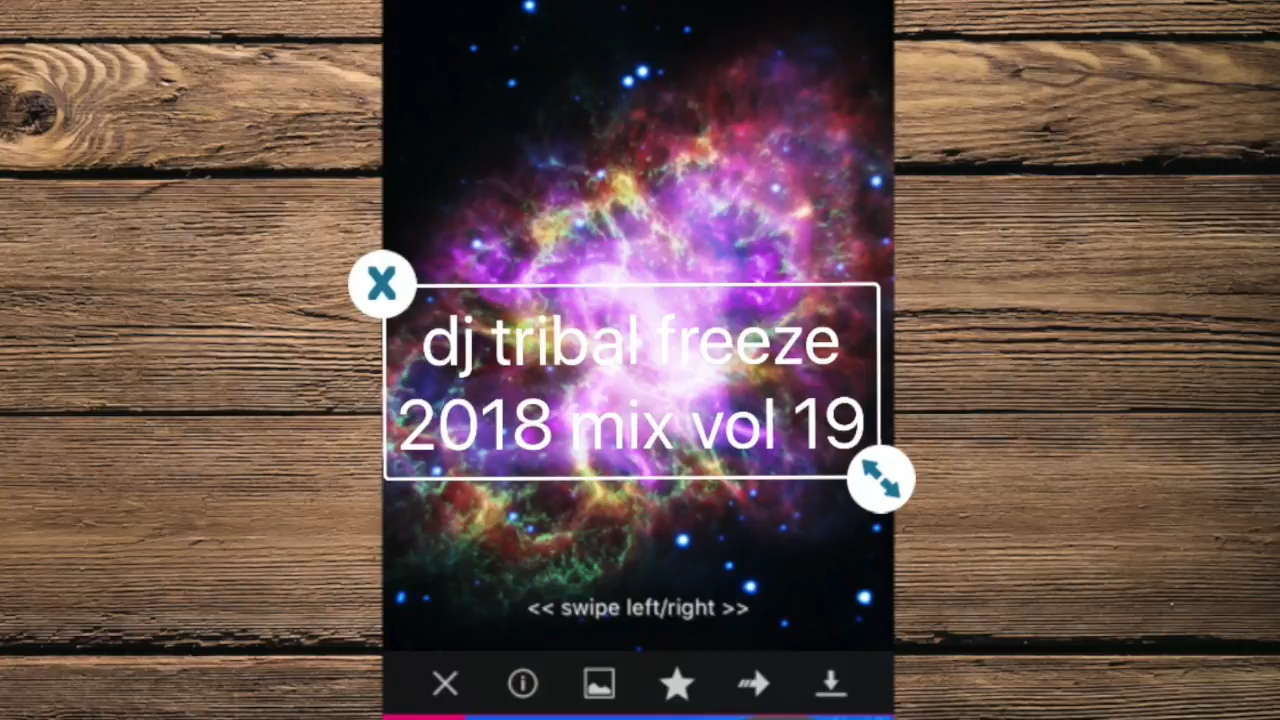 dj tribal freeze
2018 mix vol 19
<< swipe left/right >>